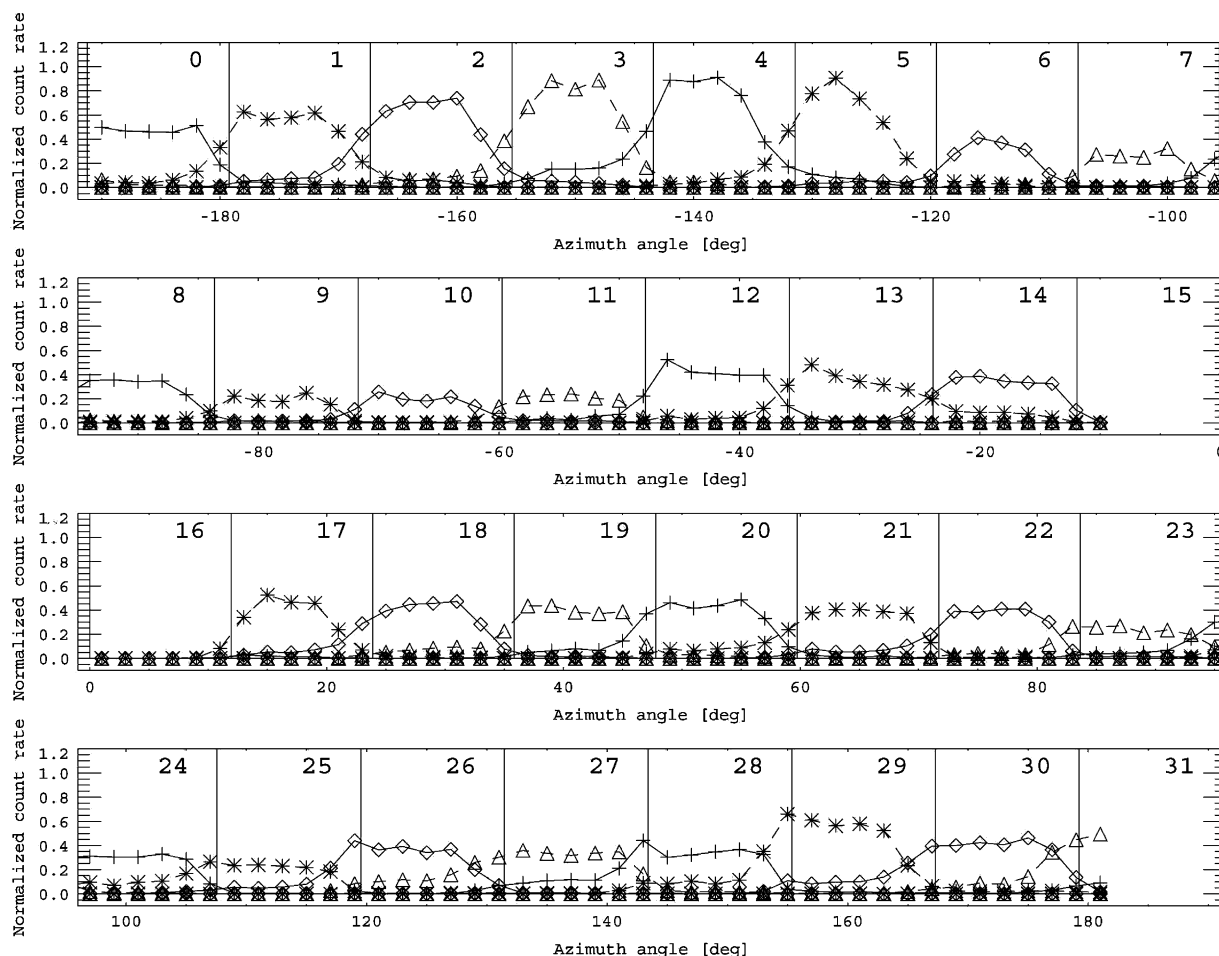 Normalized count rate
1.2
1.0
0.8
0.6
0.4
0.2
0.0
0 1 2 3 4 5 6 7
-180 -160 -140 -120 -100
Azimuth angle [deg]
Normalized count rate
1.2
1.0
0.8
0.6
0.4
0.2
0.0
8 9 10 11 12 13 14 15
-80 -60 -40 -20 0
Azimuth angle [deg]
Normalized count rate
1.2
1.0
0.8
0.6
0.4
0.2
0.0
16 17 18 19 20 21 22 23
0 20 40 60 80
Azimuth angle [deg]
Normalized count rate
1.2
1.0
0.8
0.6
0.4
0.2
0.0
24 25 26 27 28 29 30 31
100 120 140 160 180
Azimuth angle [deg]